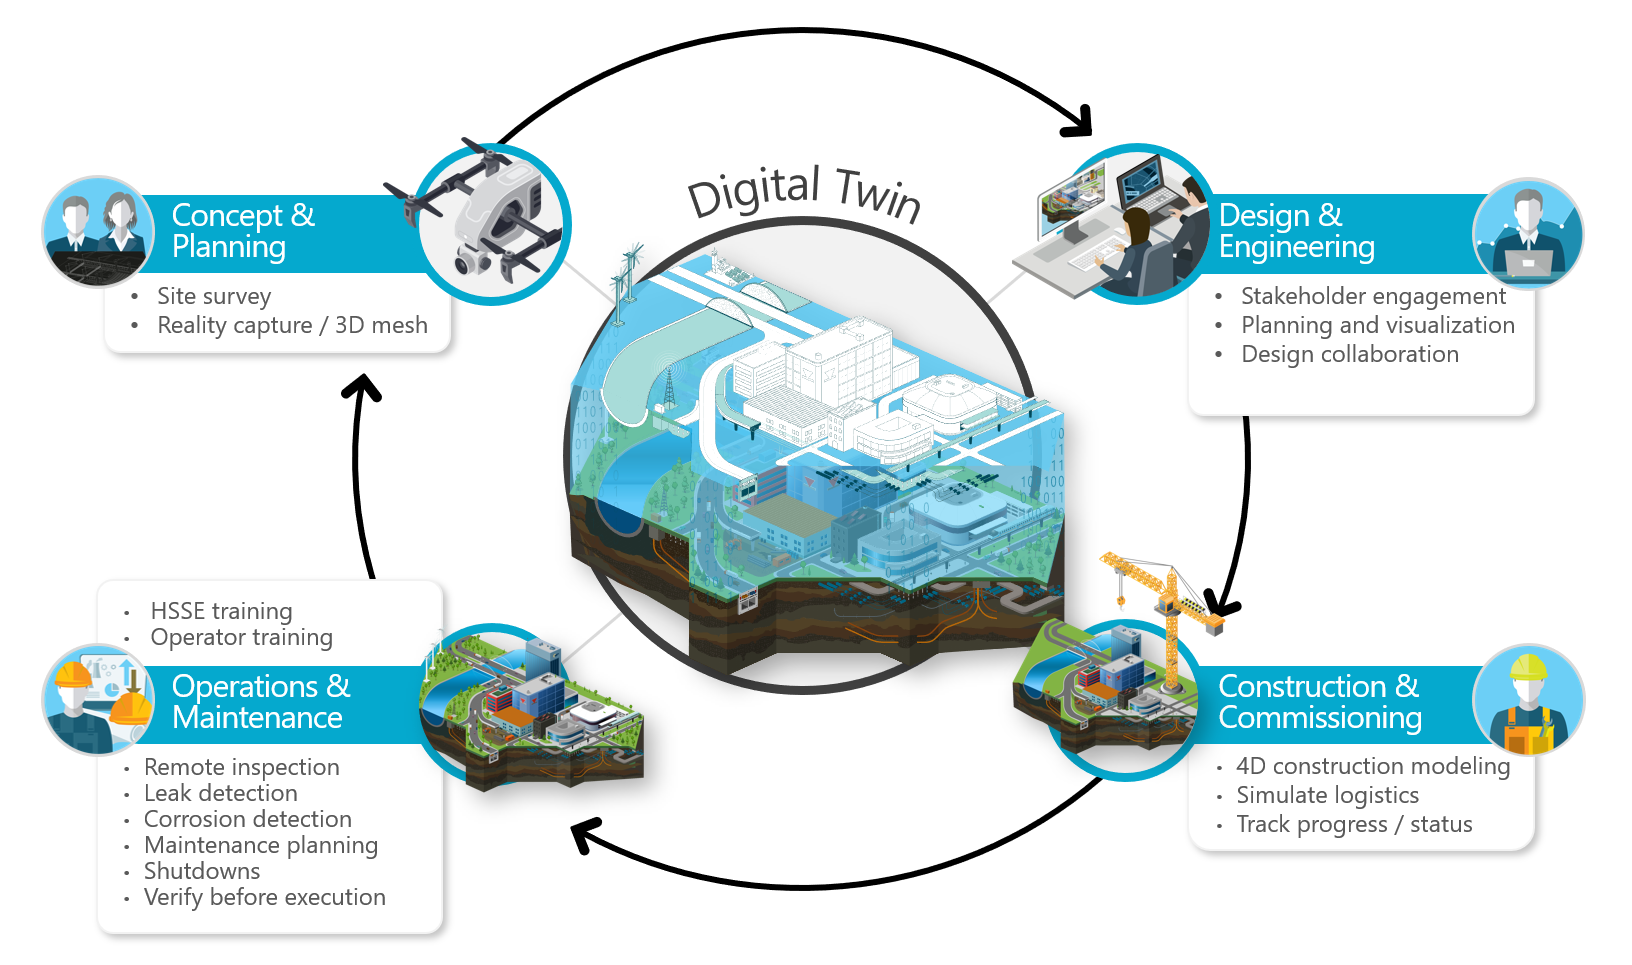 Digital Twin
Concept &
Planning
• Site survey
• Reality capture / 3D mesh
Design &
Engineering
• Stakeholder engagement
• Planning and visualization
• Design collaboration
• HSSE training
• Operator training
Operations &
Maintenance
• Remote inspection
• Leak detection
• Corrosion detection
• Maintenance planning
• Shutdowns
• Verify before execution
Construction &
Commissioning
• 4D construction modeling
• Simulate logistics
• Track progress / status